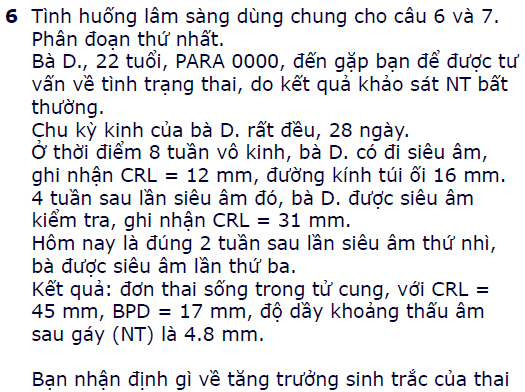 6 Tình huống lâm sàng dùng chung cho câu 6 và 7.
Phân đoạn thứ nhất.
Bà D., 22 tuổi, PARA 0000, đến gặp bạn để được tư
vấn về tình trạng thai, do kết quả khảo sát NT bất
thường.
Chu kỳ kinh của bà D. rất đều, 28 ngày.
Ở thời điểm 8 tuần vô kinh, bà D. có đi siêu âm,
ghi nhận CRL = 12 mm, đường kính túi ối 16 mm.
4 tuần sau lần siêu âm đó, bà D. được siêu âm
kiểm tra, ghi nhận CRL = 31 mm.
Hôm nay là đúng 2 tuần sau lần siêu âm thứ nhì,
bà được siêu âm lần thứ ba.
Kết quả: đơn thai sống trong tử cung, với CRL =
45 mm, BPD = 17 mm, độ dầy khoảng thấu âm
sau gáy (NT) là 4.8 mm.
Bạn nhận định gì về tăng trưởng sinh trắc của thai